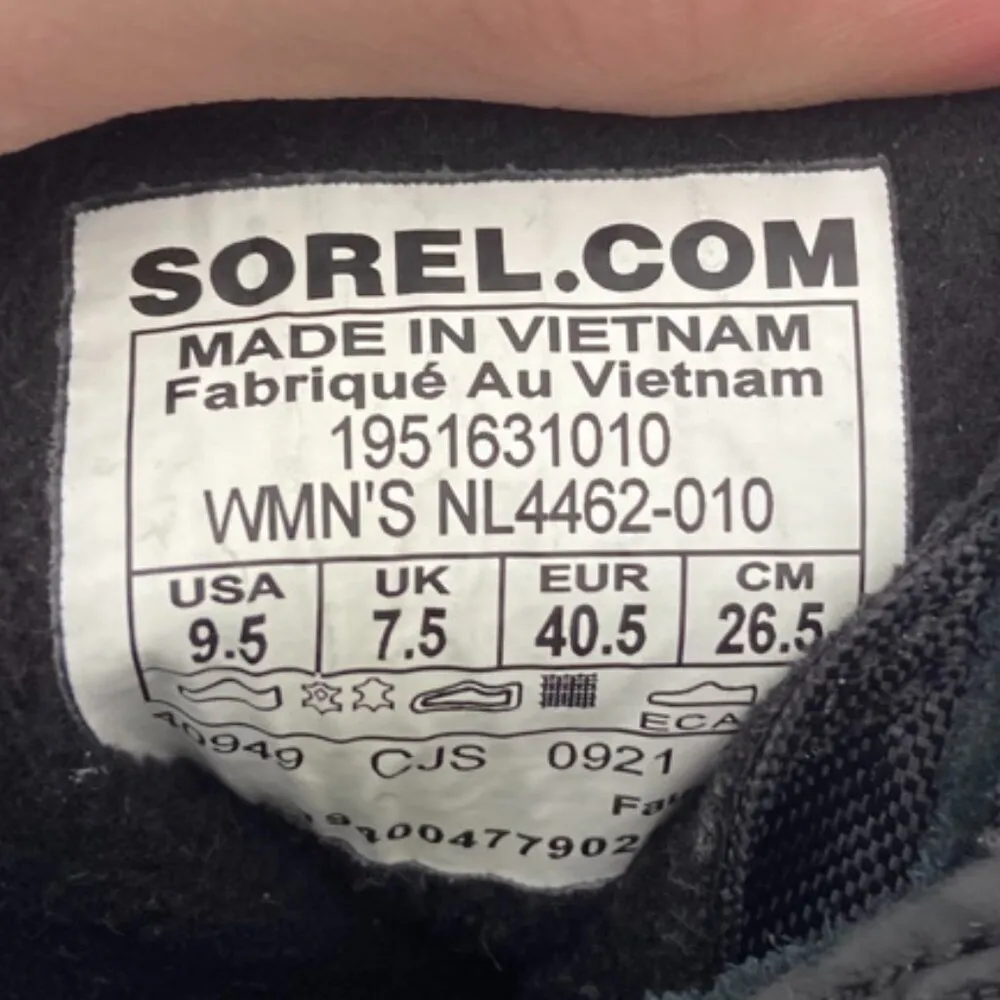 SOREL.COM
MADE IN VIETNAM
Fabriqué Au Vietnam
1951631010
WMN'S NL4462-010
USA UK EUR CM
9.5 7.5 40.5 26.5
CJS 0921